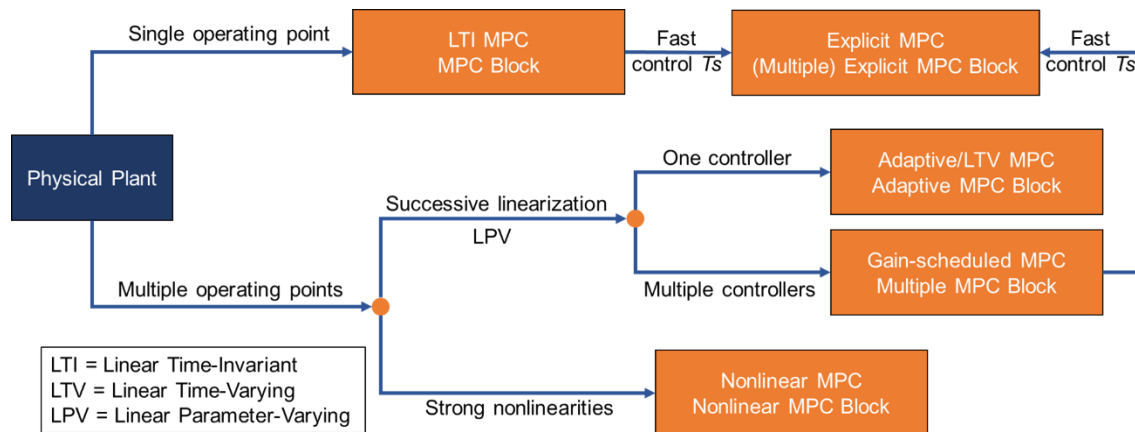 Single operating point
LTI MPC
MPC Block
Fast
control Ts
Explicit MPC
(Multiple) Explicit MPC Block
Fast
control Ts
Physical Plant
One controller
Adaptive/LTV MPC
Adaptive MPC Block
Successive linearization
LPV
Multiple controllers
Gain-scheduled MPC
Multiple MPC Block
Multiple operating points
LTI = Linear Time-Invariant
LTV = Linear Time-Varying
LPV = Linear Parameter-Varying
Strong nonlinearities
Nonlinear MPC
Nonlinear MPC Block